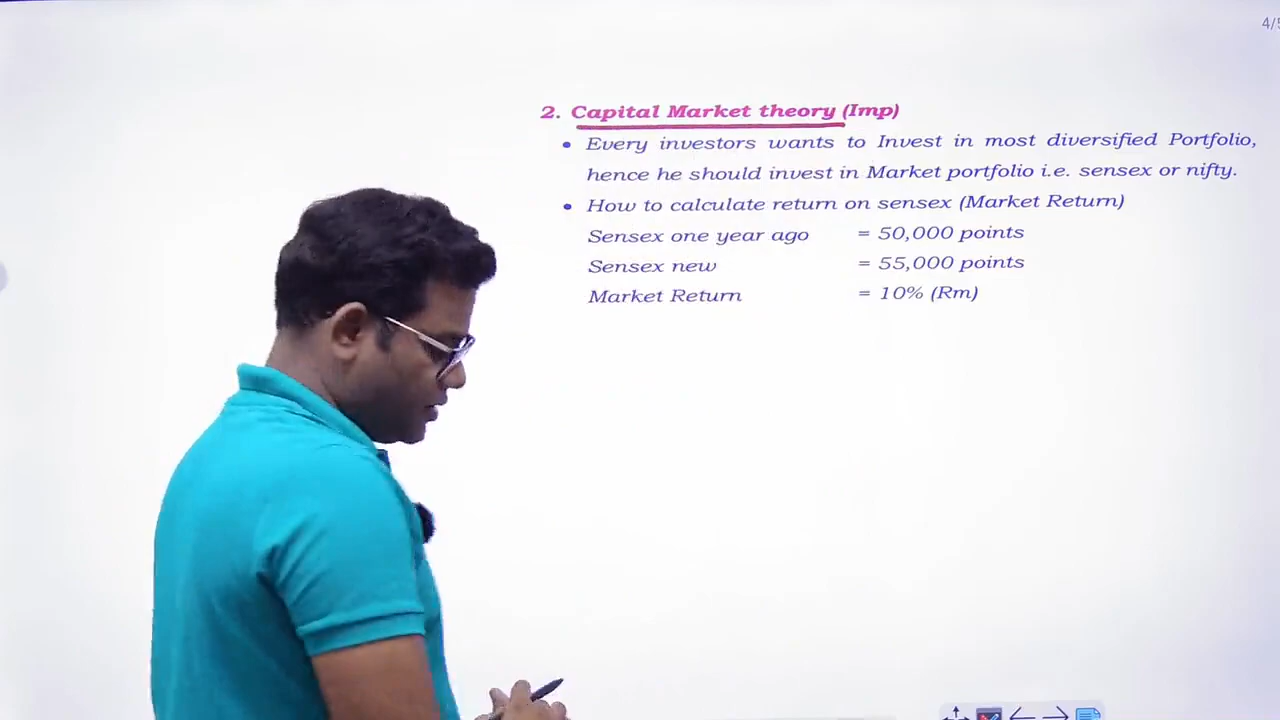 4/5
2. Capital Market theory (Imp)
• Every investors wants to Invest in most diversified Portfolio,
hence he should invest in Market portfolio i.e. sensex or nifty.
• How to calculate return on sensex (Market Return)
Sensex one year ago = 50,000 points
Sensex new = 55,000 points
Market Return = 10% (Rm)